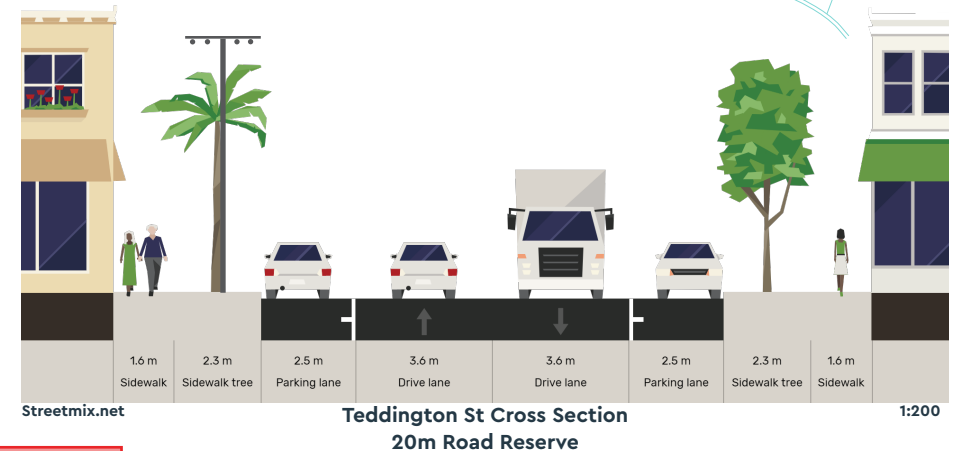 1.6 m 2.3 m 2.5 m 3.6 m 3.6 m 2.5 m 2.3 m 1.6 m
Sidewalk Sidewalk tree Parking lane Drive lane Drive lane Parking lane Sidewalk tree Sidewalk
Streetmix.net Teddington St Cross Section 1:200
20m Road Reserve